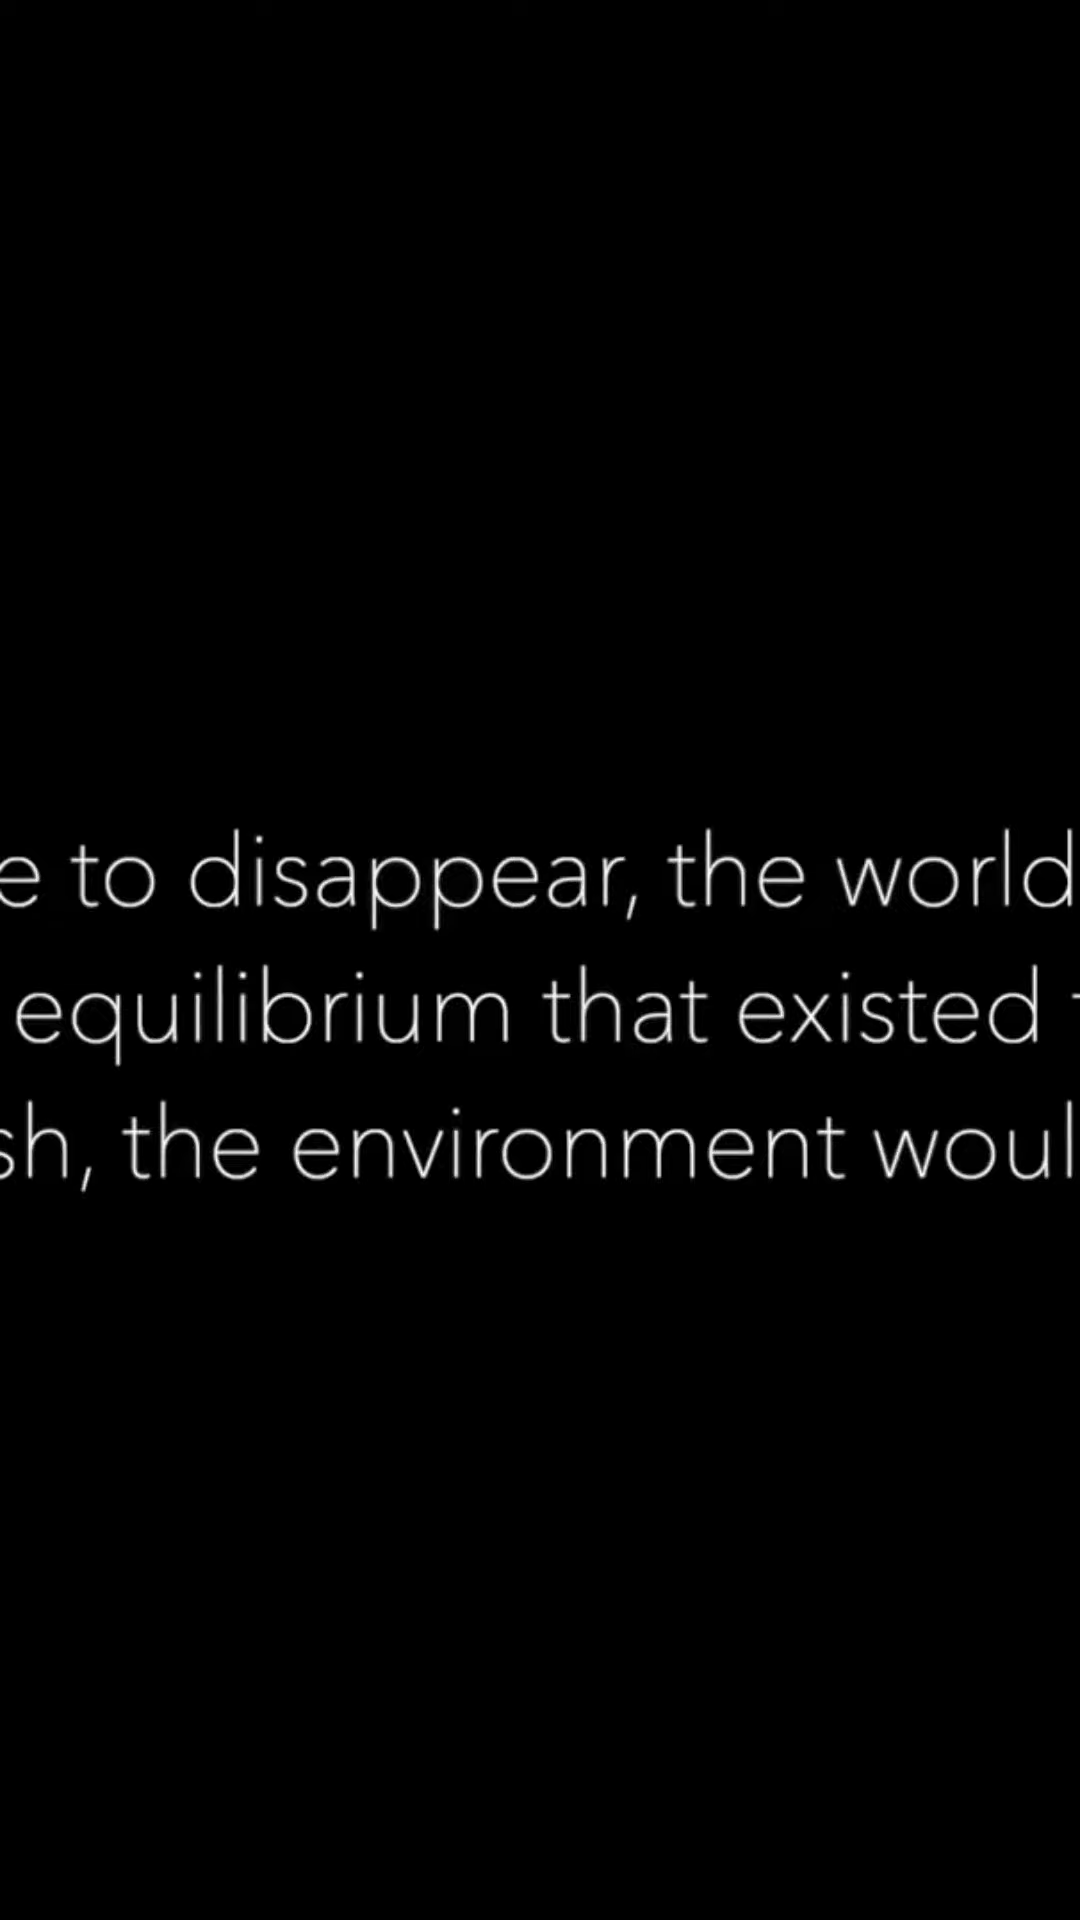 e to disappear, the world
equilibrium that existed
sh, the environment woul